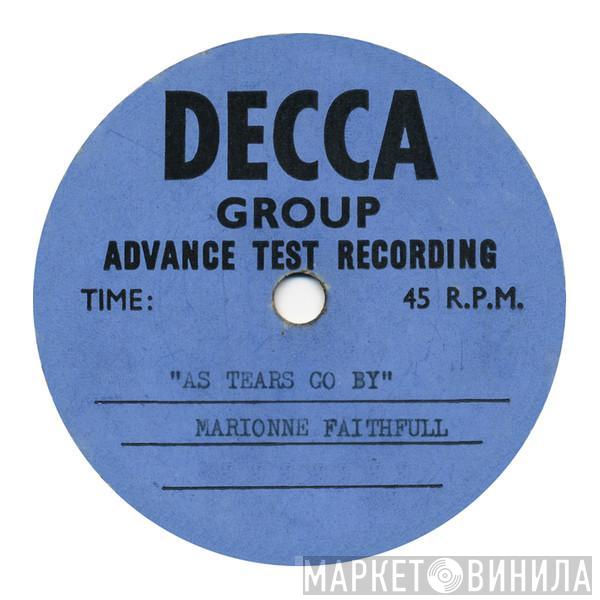 DECCA
GROUP
ADVANCE TEST RECORDING
TIME: 45 R.P.M.
"AS TEARS GO BY"
MARIONNE FAITHFULL
МАРКЕТ ВИНИЛА